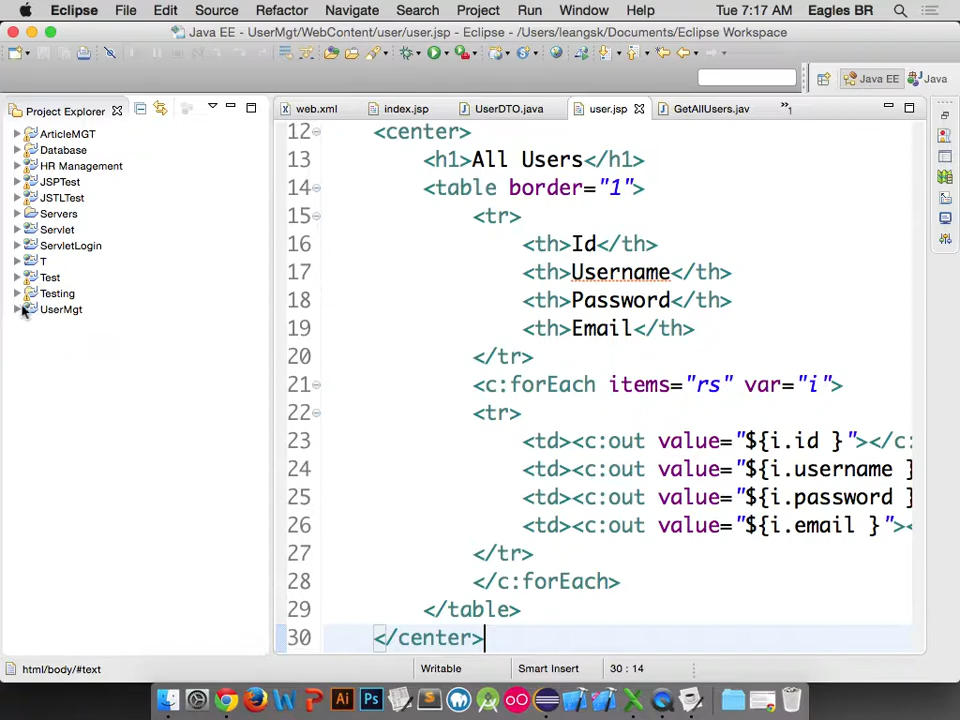 Eclipse File Edit Source Refactor Navigate Search Project Run Window Help Tue 7:17 AM Eagles BR
Java EE - UserMgt/WebContent/user/user.jsp - Eclipse - /Users/leangsk/Documents/Eclipse Workspace
Java EE Java
Project Explorer
web.xml index.jsp UserDTO.java user.jsp GetAllUsers.jav »1
ArticleMGT
Database
HR Management
JSPTest
JSTLTest
Servers
Servlet
ServletLogin
T
Test
Testing
UserMgt
12 <center>
13 <h1>All Users</h1>
14 <table border="1">
15 <tr>
16 <th>Id</th>
17 <th>Username</th>
18 <th>Password</th>
19 <th>Email</th>
20 </tr>
21 <c:forEach items="rs" var="i">
22 <tr>
23 <td><c:out value="${i.id }"></c:
24 <td><c:out value="${i.username }
25 <td><c:out value="${i.password }
26 <td><c:out value="${i.email }"><
27 </tr>
28 </c:forEach>
29 </table>
30 </center>
html/body/#text Writable Smart Insert 30 : 14